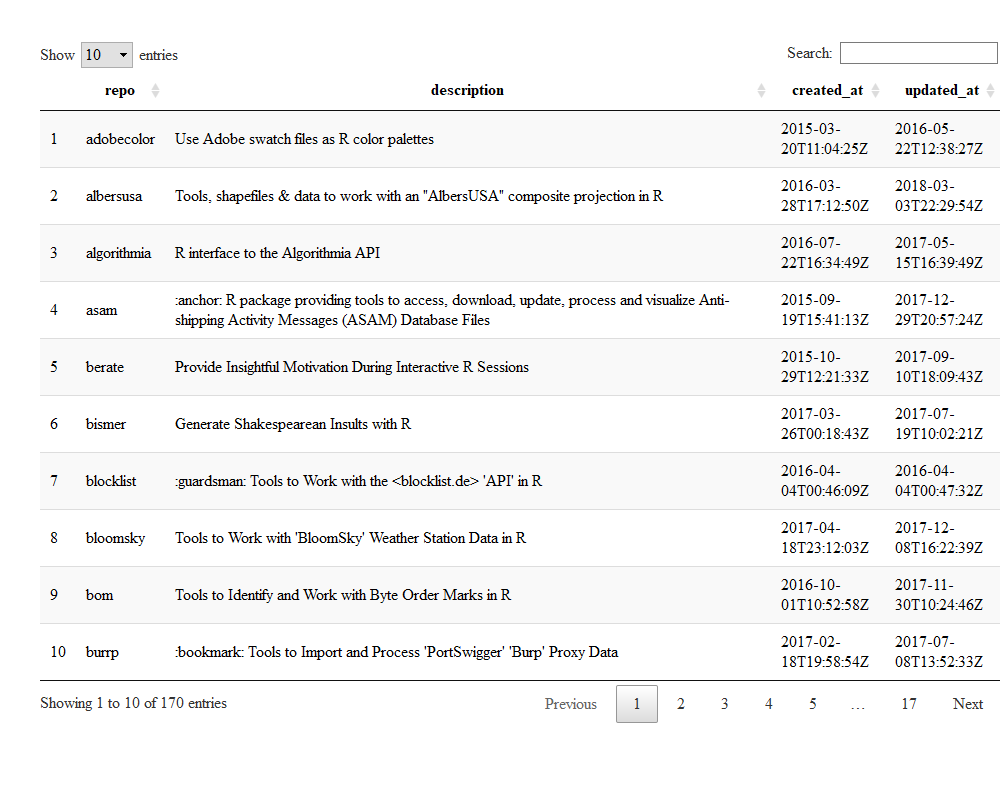 Show 10 entries Search:
repo description created_at updated_at
1 adobecolor Use Adobe swatch files as R color palettes 2015-03-20T11:04:25Z 2016-05-22T12:38:27Z
2 albersusa Tools, shapefiles & data to work with an "AlbersUSA" composite projection in R 2016-03-28T17:12:50Z 2018-03-03T22:29:54Z
3 algorithmia R interface to the Algorithmia API 2016-07-22T16:34:49Z 2017-05-15T16:39:49Z
4 asam :anchor: R package providing tools to access, download, update, process and visualize Anti-shipping Activity Messages (ASAM) Database Files 2015-09-19T15:41:13Z 2017-12-29T20:57:24Z
5 berate Provide Insightful Motivation During Interactive R Sessions 2015-10-29T12:21:33Z 2017-09-10T18:09:43Z
6 bismer Generate Shakespearean Insults with R 2017-03-26T00:18:43Z 2017-07-19T10:02:21Z
7 blocklist :guardsman: Tools to Work with the <blocklist.de> 'API' in R 2016-04-04T00:46:09Z 2016-04-04T00:47:32Z
8 bloomsky Tools to Work with 'BloomSky' Weather Station Data in R 2017-04-18T23:12:03Z 2017-12-08T16:22:39Z
9 bom Tools to Identify and Work with Byte Order Marks in R 2016-10-01T10:52:58Z 2017-11-30T10:24:46Z
10 burrp :bookmark: Tools to Import and Process 'PortSwigger' 'Burp' Proxy Data 2017-02-18T19:58:54Z 2017-07-08T13:52:33Z
Showing 1 to 10 of 170 entries Previous 1 2 3 4 5 … 17 Next